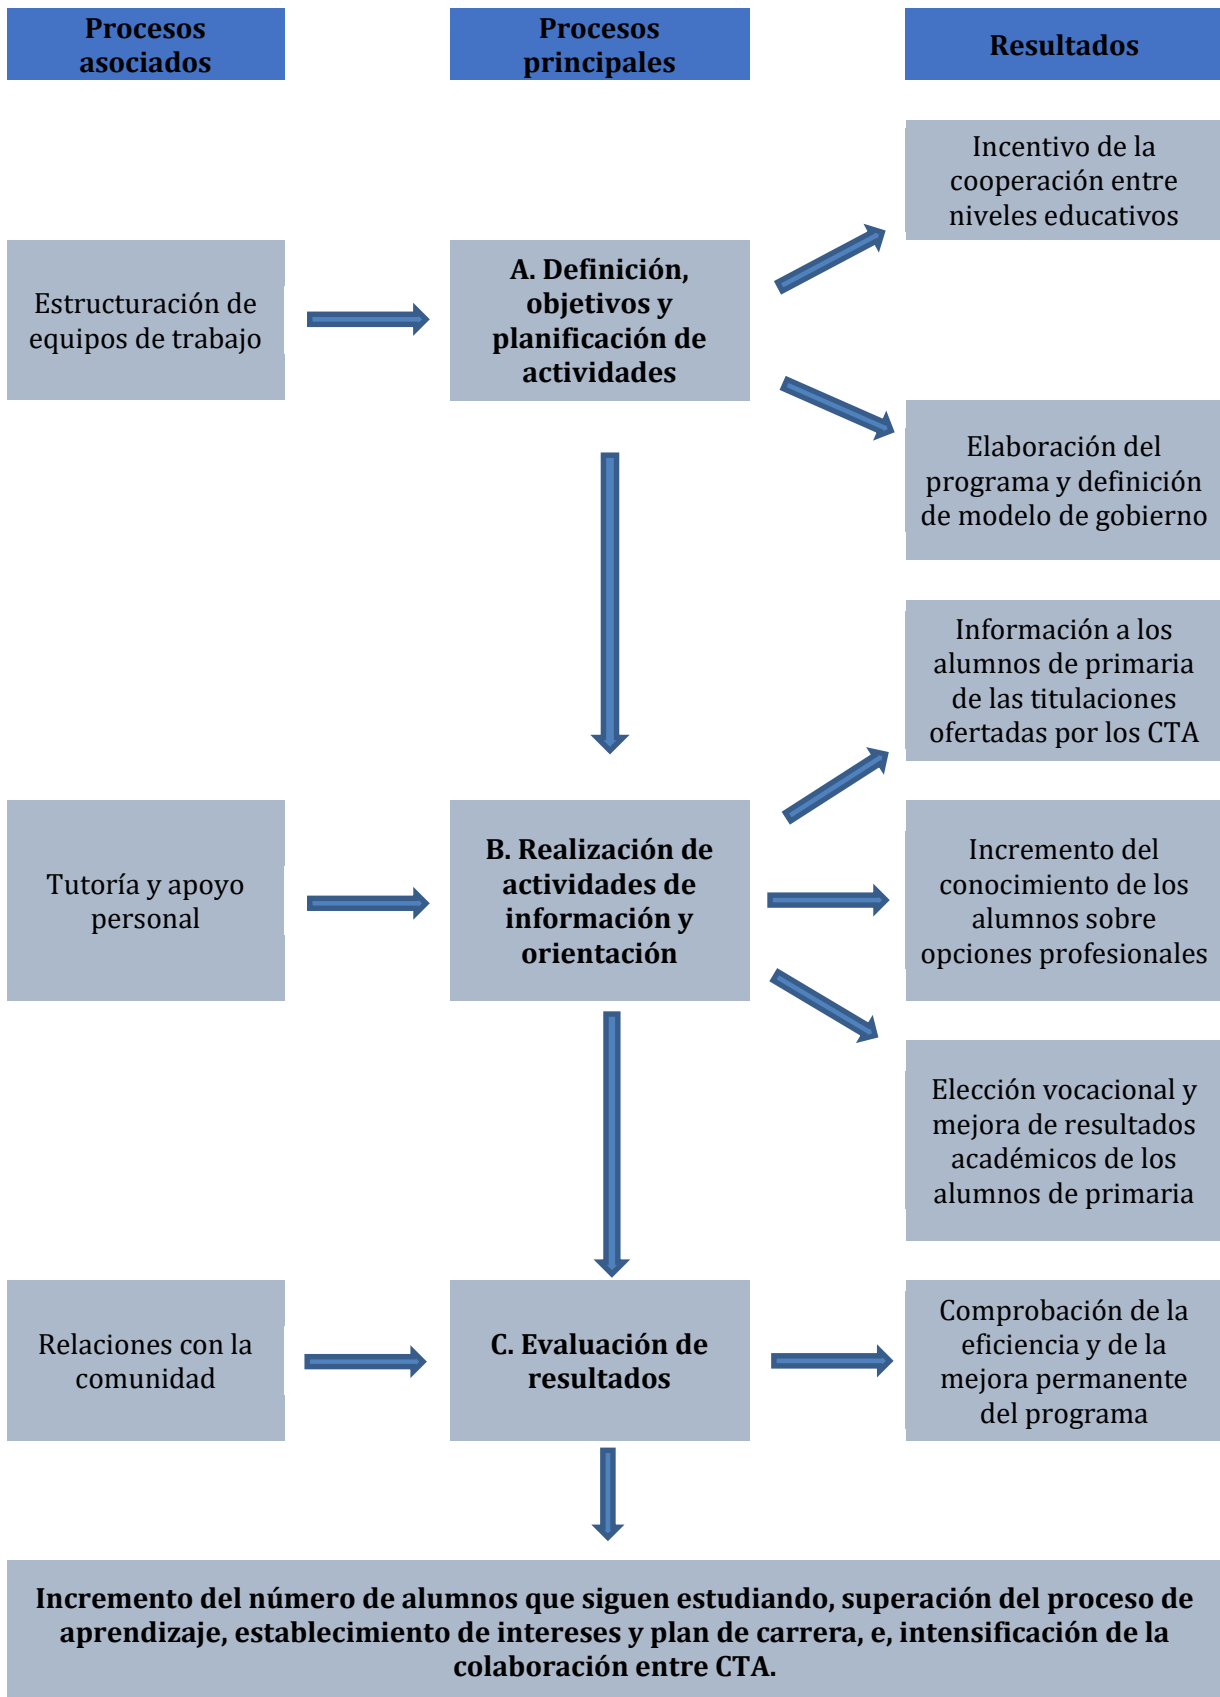 Procesos
asociados
Procesos
principales
Resultados
Incentivo de la
cooperación entre
niveles educativos
Estructuración de
equipos de trabajo
A. Definición,
objetivos y
planificación de
actividades
Elaboración del
programa y definición
de modelo de gobierno
Información a los
alumnos de primaria
de las titulaciones
ofertadas por los CTA
Tutoría y apoyo
personal
B. Realización de
actividades de
información y
orientación
Incremento del
conocimiento de los
alumnos sobre
opciones profesionales
Elección vocacional y
mejora de resultados
académicos de los
alumnos de primaria
Relaciones con la
comunidad
C. Evaluación de
resultados
Comprobación de la
eficiencia y de la
mejora permanente
del programa
Incremento del número de alumnos que siguen estudiando, superación del proceso de
aprendizaje, establecimiento de intereses y plan de carrera, e, intensificación de la
colaboración entre CTA.